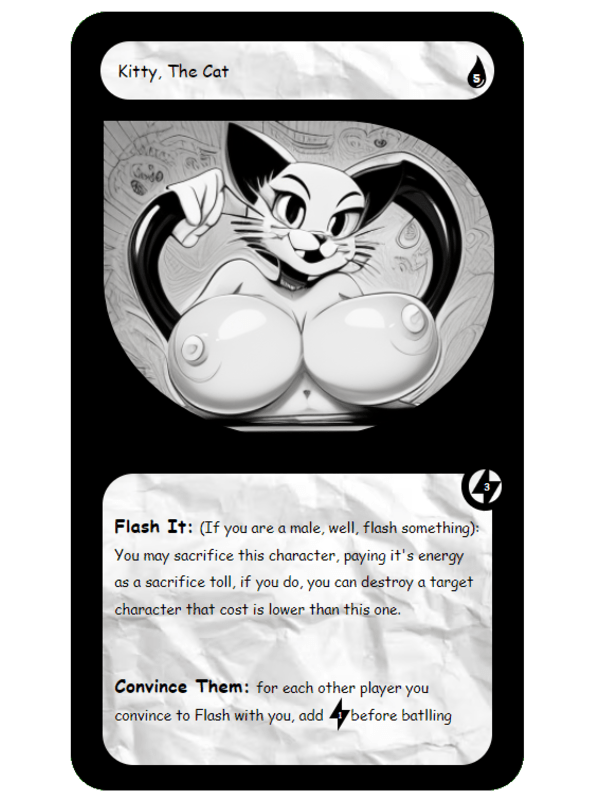 Kitty, The Cat
5
3
Flash It: (If you are a male, well, flash something):
You may sacrifice this character, paying it's energy
as a sacrifice toll, if you do, you can destroy a target
character that cost is lower than this one.
Convince Them: for each other player you
convince to Flash with you, add 1 before batlling